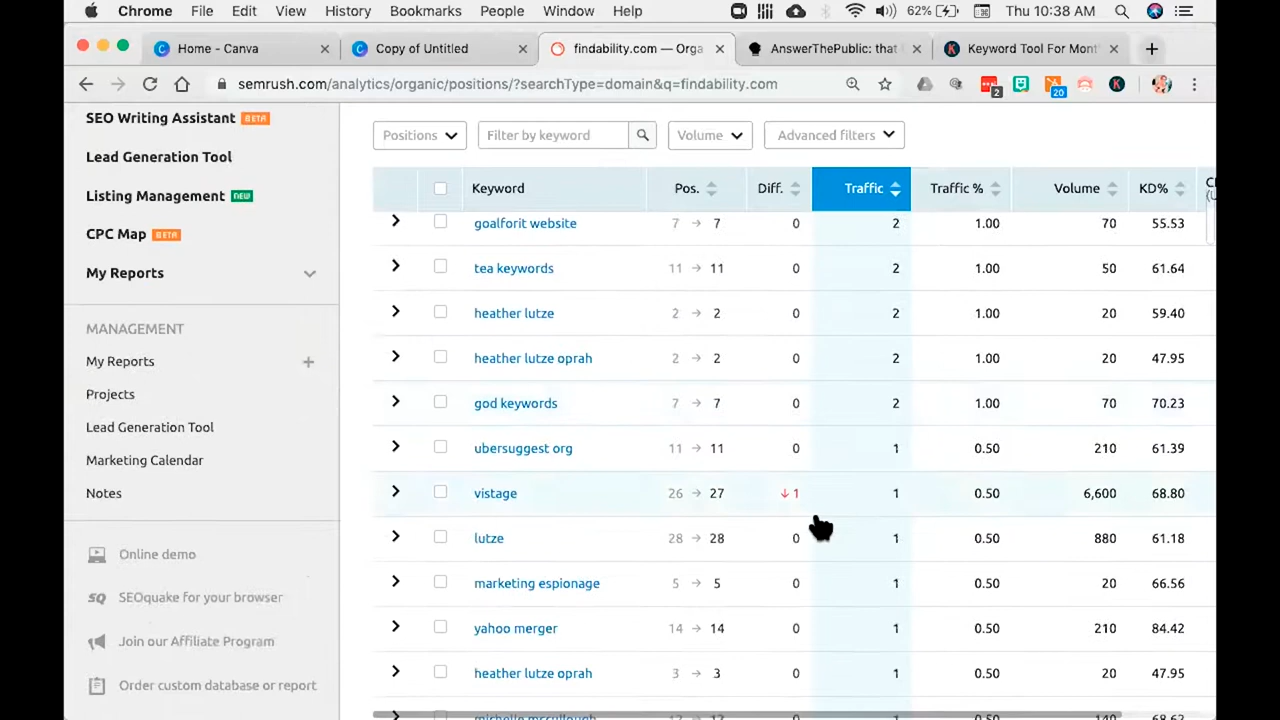 Chrome File Edit View History Bookmarks People Window Help 62% Thu 10:38 AM
Home - Canva
Copy of Untitled
findability.com — Orga
AnswerThePublic: that
Keyword Tool For Mont
semrush.com/analytics/organic/positions/?searchType=domain&q=findability.com
2
20
SEO Writing Assistant BETA
Lead Generation Tool
Listing Management NEW
CPC Map BETA
My Reports
MANAGEMENT
My Reports +
Projects
Lead Generation Tool
Marketing Calendar
Notes
Online demo
SEOquake for your browser
Join our Affiliate Program
Order custom database or report
Positions Filter by keyword Volume Advanced filters
Keyword Pos. Diff. Traffic Traffic % Volume KD%
goalforit website 7 → 7 0 2 1.00 70 55.53
tea keywords 11 → 11 0 2 1.00 50 61.64
heather lutze 2 → 2 0 2 1.00 20 59.40
heather lutze oprah 2 → 2 0 2 1.00 20 47.95
god keywords 7 → 7 0 2 1.00 70 70.23
ubersuggest org 11 → 11 0 1 0.50 210 61.39
vistage 26 → 27 ↓ 1 1 0.50 6,600 68.80
lutze 28 → 28 0 1 0.50 880 61.18
marketing espionage 5 → 5 0 1 0.50 20 66.56
yahoo merger 14 → 14 0 1 0.50 210 84.42
heather lutze oprah 3 → 3 0 1 0.50 20 47.95